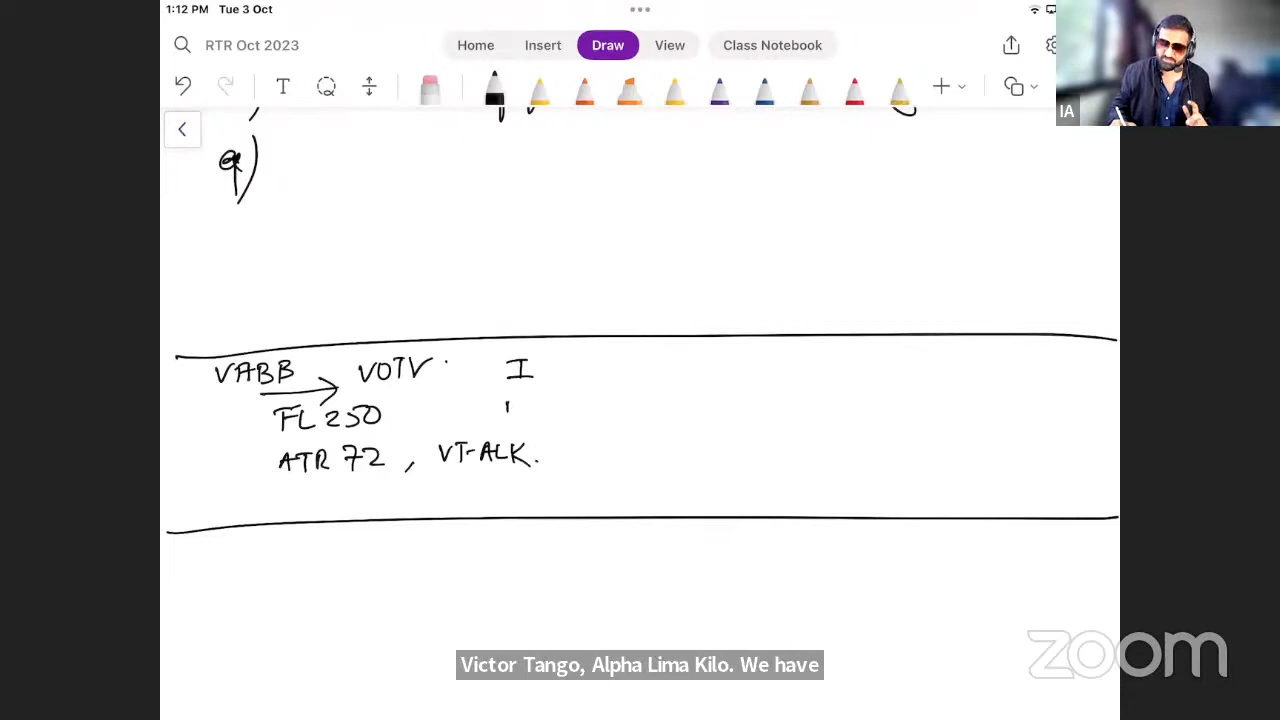 1:12 PM Tue 3 Oct
RTR Oct 2023
Home Insert Draw View Class Notebook
T
IA
q)
VABB → VOTV. I
FL 250
ATR 72, VT-ALK.
Victor Tango, Alpha Lima Kilo. We have
zoom